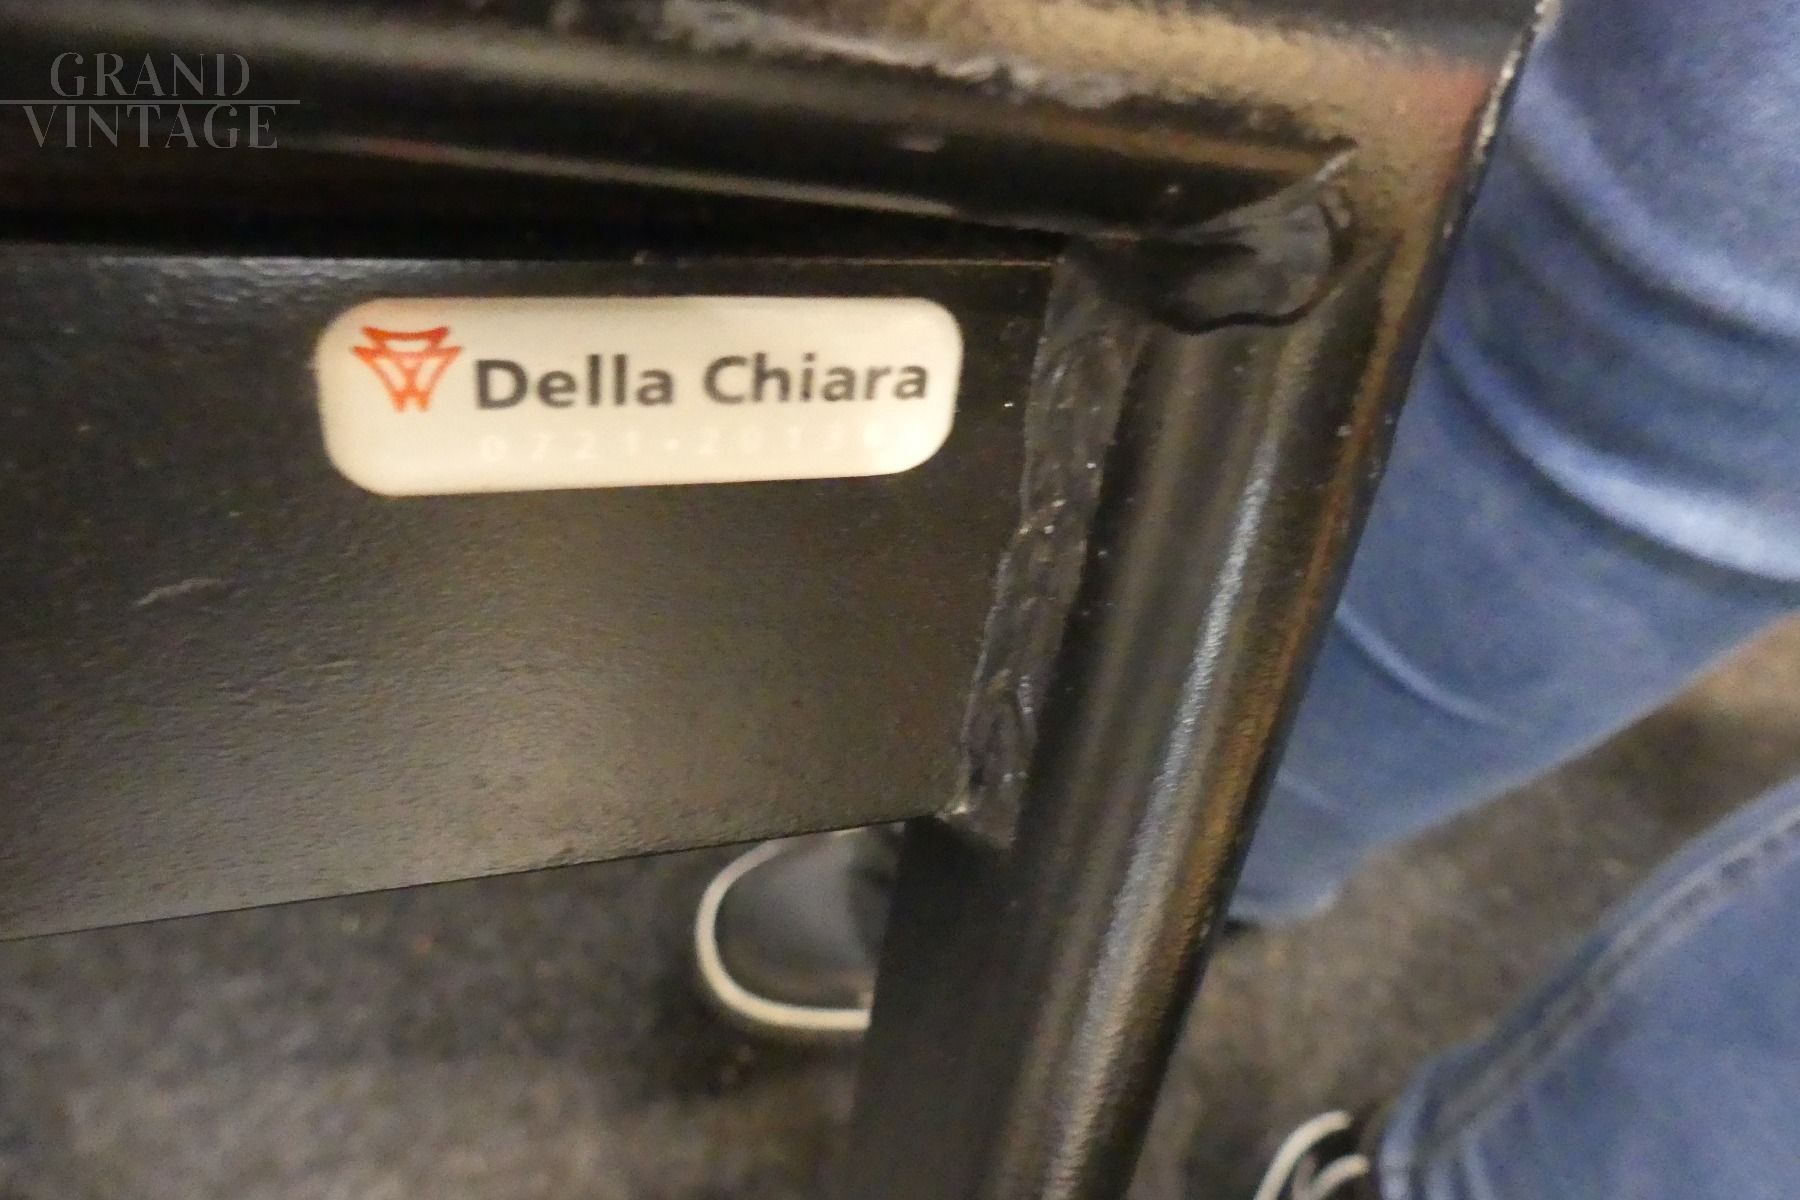 GRAND
VINTAGE
Della Chiara